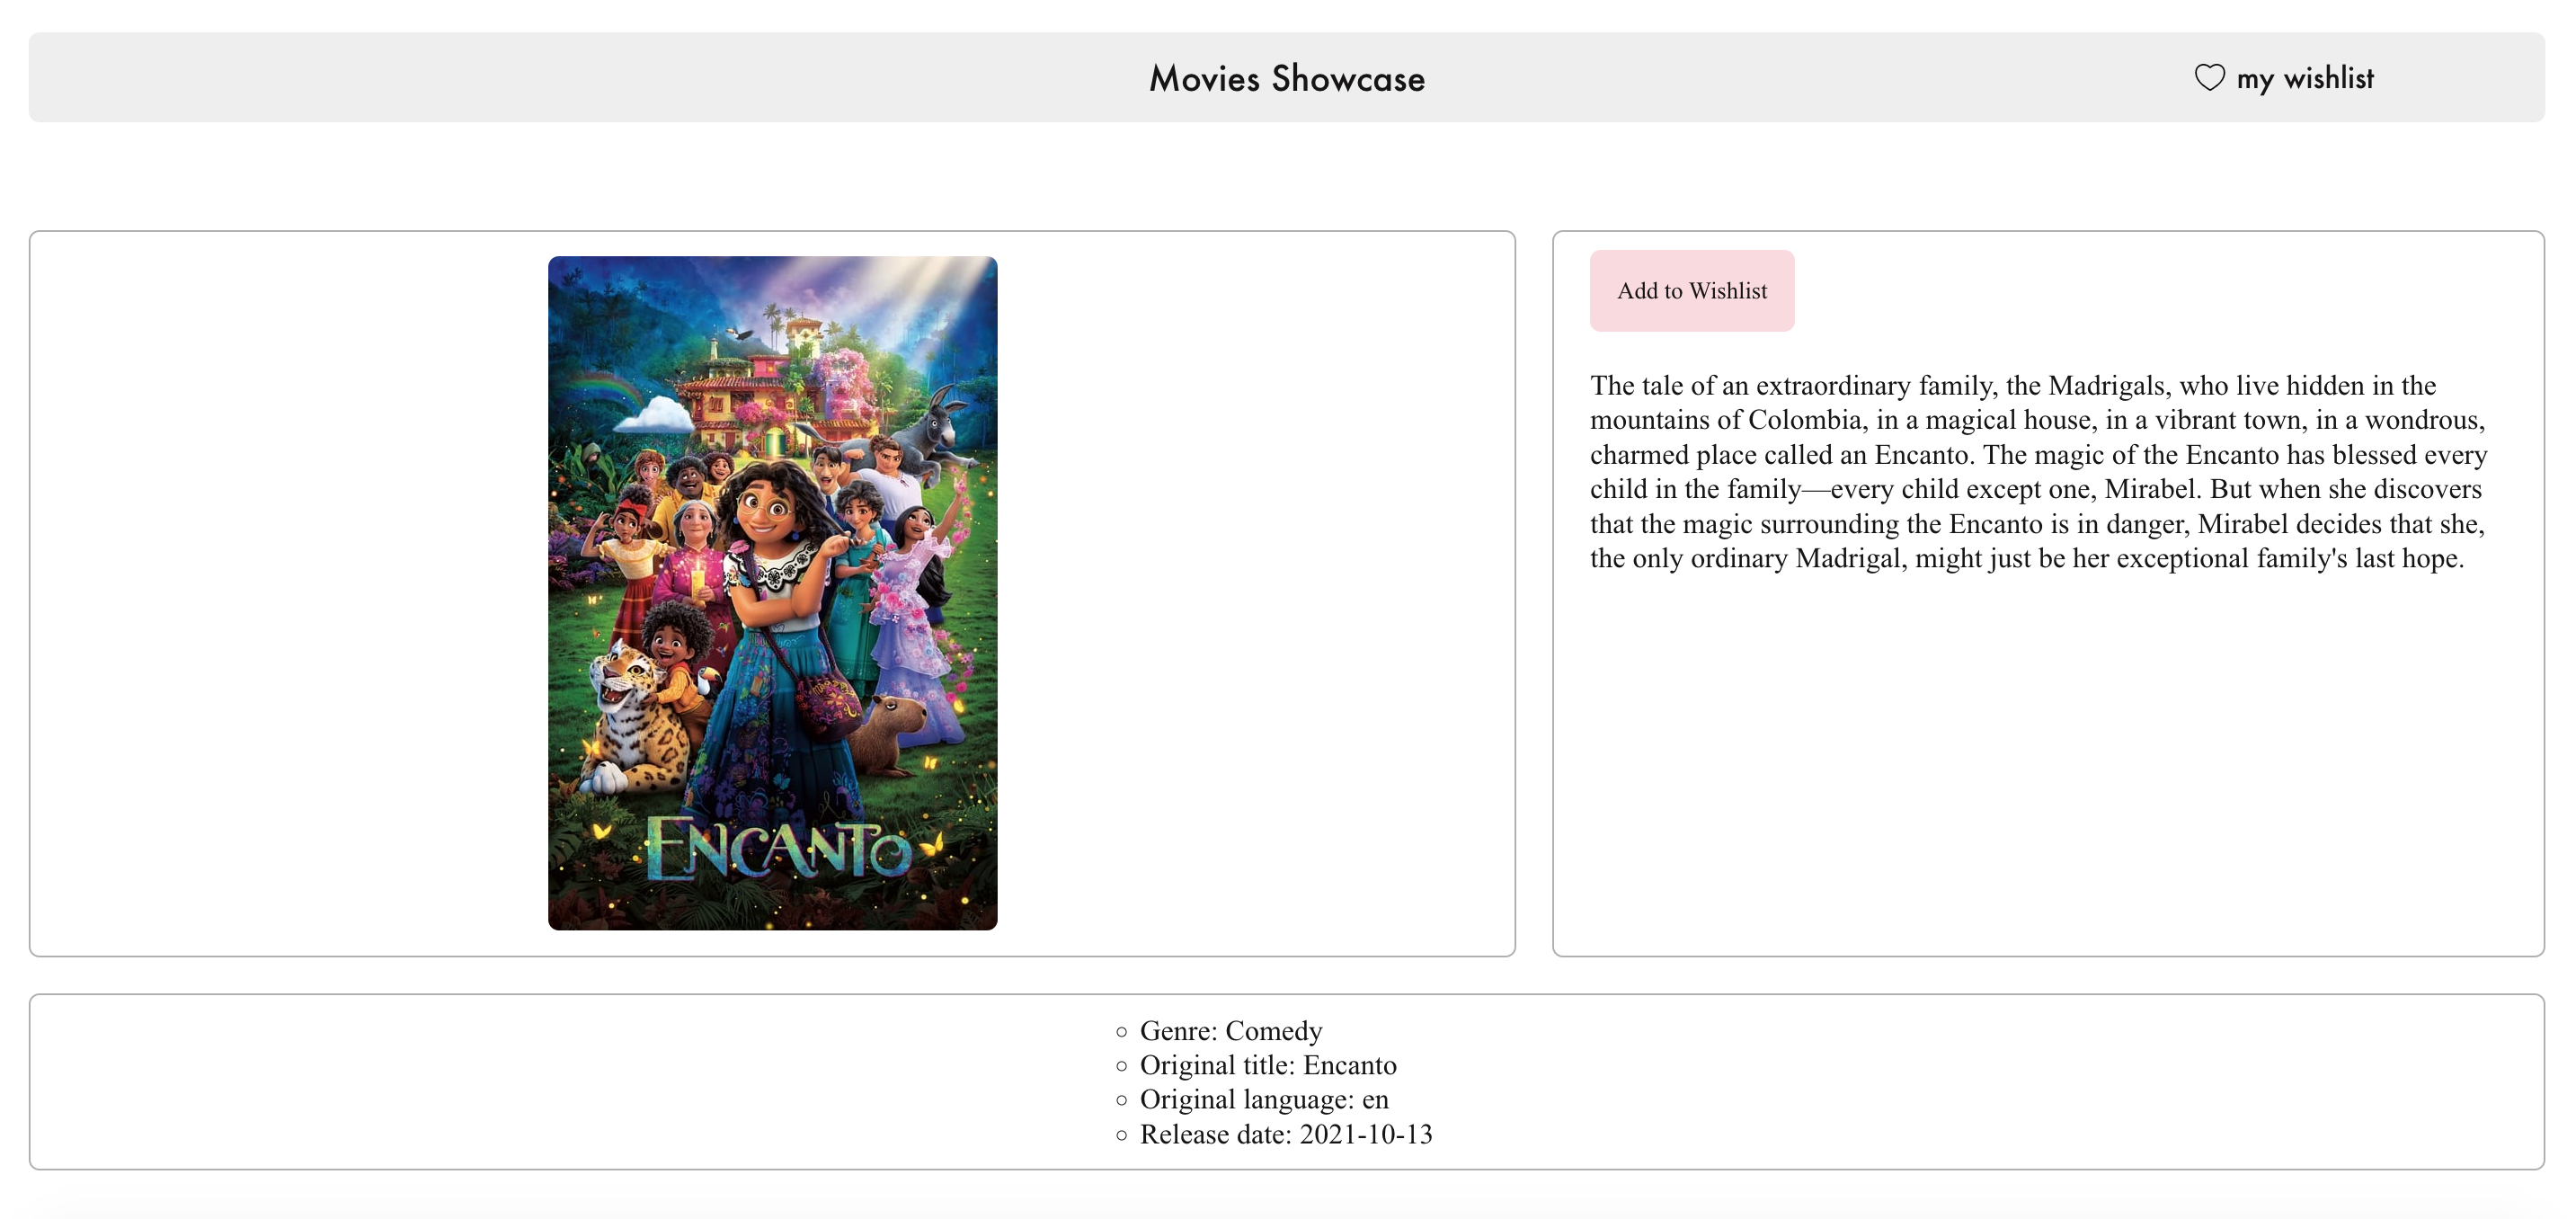 Movies Showcase
my wishlist
ENCANTO
Add to Wishlist
The tale of an extraordinary family, the Madrigals, who live hidden in the
mountains of Colombia, in a magical house, in a vibrant town, in a wondrous,
charmed place called an Encanto. The magic of the Encanto has blessed every
child in the family—every child except one, Mirabel. But when she discovers
that the magic surrounding the Encanto is in danger, Mirabel decides that she,
the only ordinary Madrigal, might just be her exceptional family's last hope.
Genre: Comedy
Original title: Encanto
Original language: en
Release date: 2021-10-13